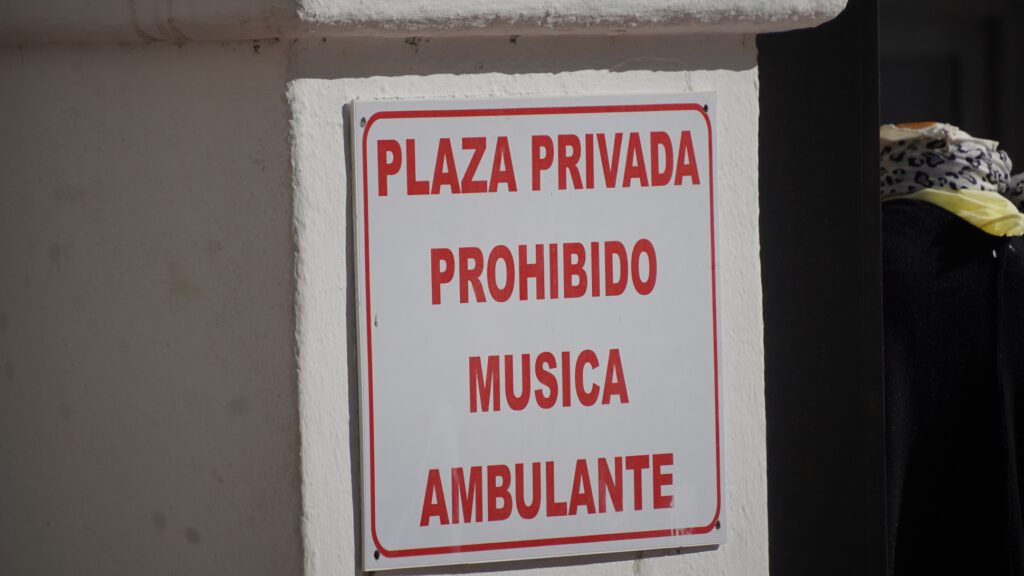 PLAZA PRIVADA
PROHIBIDO
MUSICA
AMBULANTE